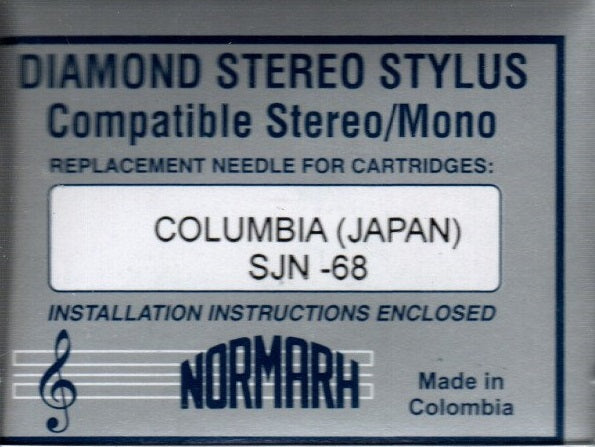 DIAMOND STEREO STYLUS
Compatible Stereo/Mono
REPLACEMENT NEEDLE FOR CARTRIDGES:
COLUMBIA (JAPAN)
SJN -68
INSTALLATION INSTRUCTIONS ENCLOSED
NORMARH
Made in
Colombia